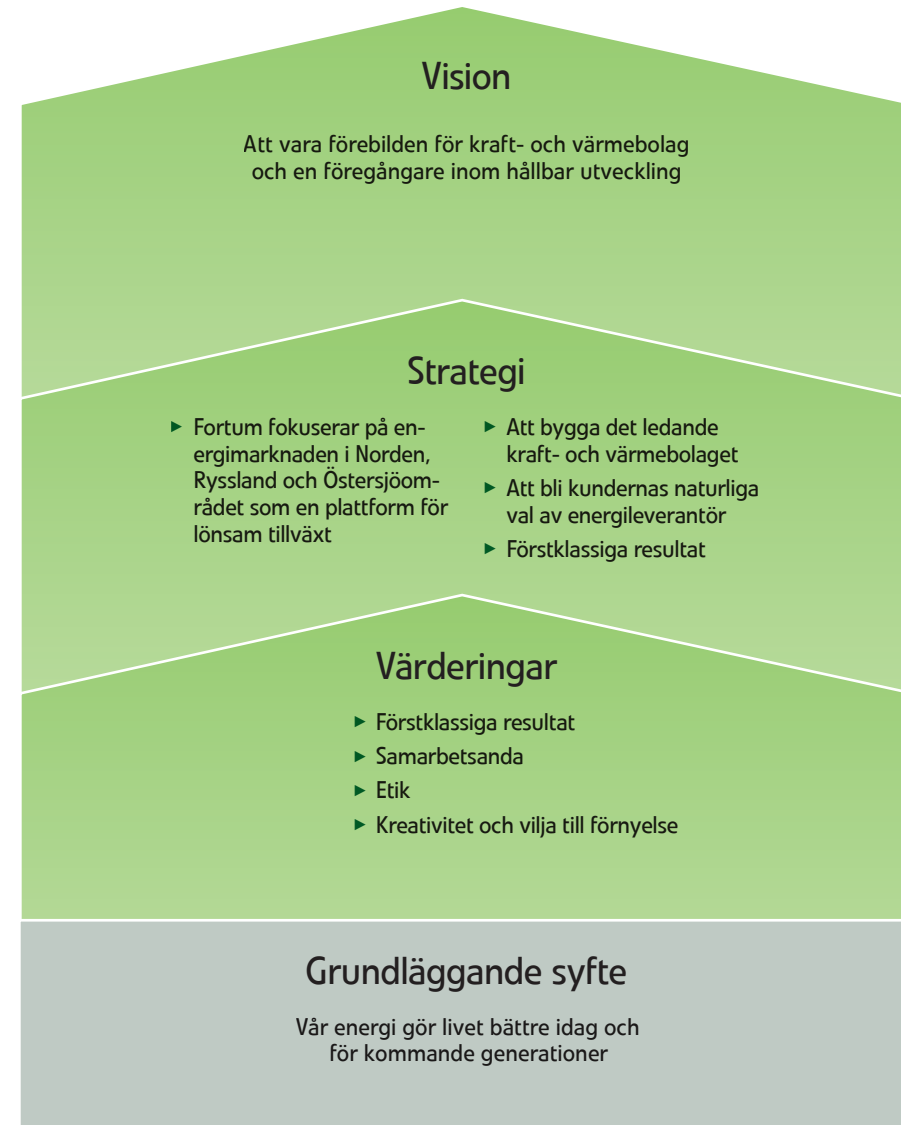 Vision
Att vara förebilden för kraft- och värmebolag
och en föregångare inom hållbar utveckling
Strategi
▶ Fortum fokuserar på en-
ergimarknaden i Norden,
Ryssland och Östersjöom-
rådet som en plattform för
lönsam tillväxt
▶ Att bygga det ledande
kraft- och värmebolaget
▶ Att bli kundernas naturliga
val av energileverantör
▶ Förstklassiga resultat
Värderingar
▶ Förstklassiga resultat
▶ Samarbetsanda
▶ Etik
▶ Kreativitet och vilja till förnyelse
Grundläggande syfte
Vår energi gör livet bättre idag och
för kommande generationer